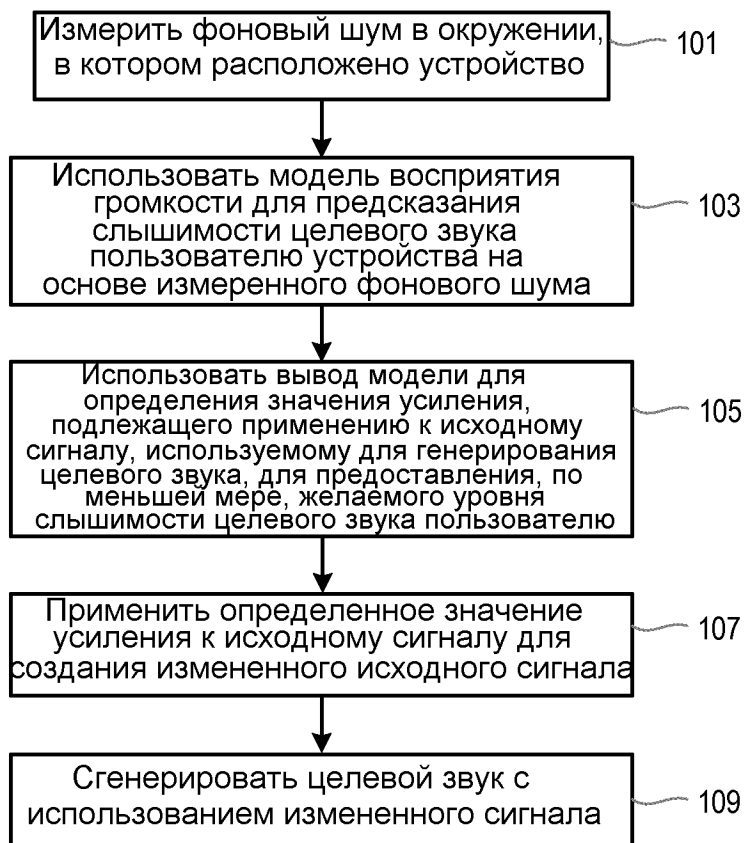 Измерить фоновый шум в окружении,
в котором расположено устройство
101
Использовать модель восприятия
громкости для предсказания
слышимости целевого звука
пользователю устройства на
основе измеренного фонового шума
103
Использовать вывод модели для
определения значения усиления,
подлежащего применению к исходному
сигналу, используемому для генерирования
целевого звука, для предоставления, по
меньшей мере, желаемого уровня
слышимости целевого звука пользователю
105
Применить определенное значение
усиления к исходному сигналу для
создания измененного исходного сигнала
107
Сгенерировать целевой звук с
использованием измененного сигнала
109